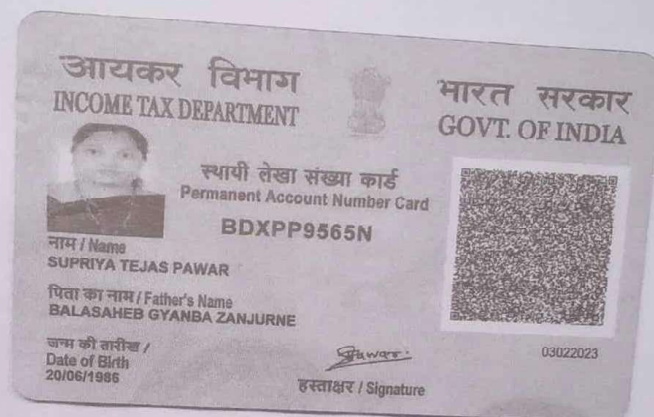 आयकर विभाग
INCOME TAX DEPARTMENT
भारत सरकार
GOVT. OF INDIA
स्थायी लेखा संख्या कार्ड
Permanent Account Number Card
BDXPP9565N
नाम / Name
SUPRIYA TEJAS PAWAR
पिता का नाम / Father's Name
BALASAHEB GYANBA ZANJURNE
जन्म की तारीख /
Date of Birth
20/06/1986
हस्ताक्षर / Signature
03022023